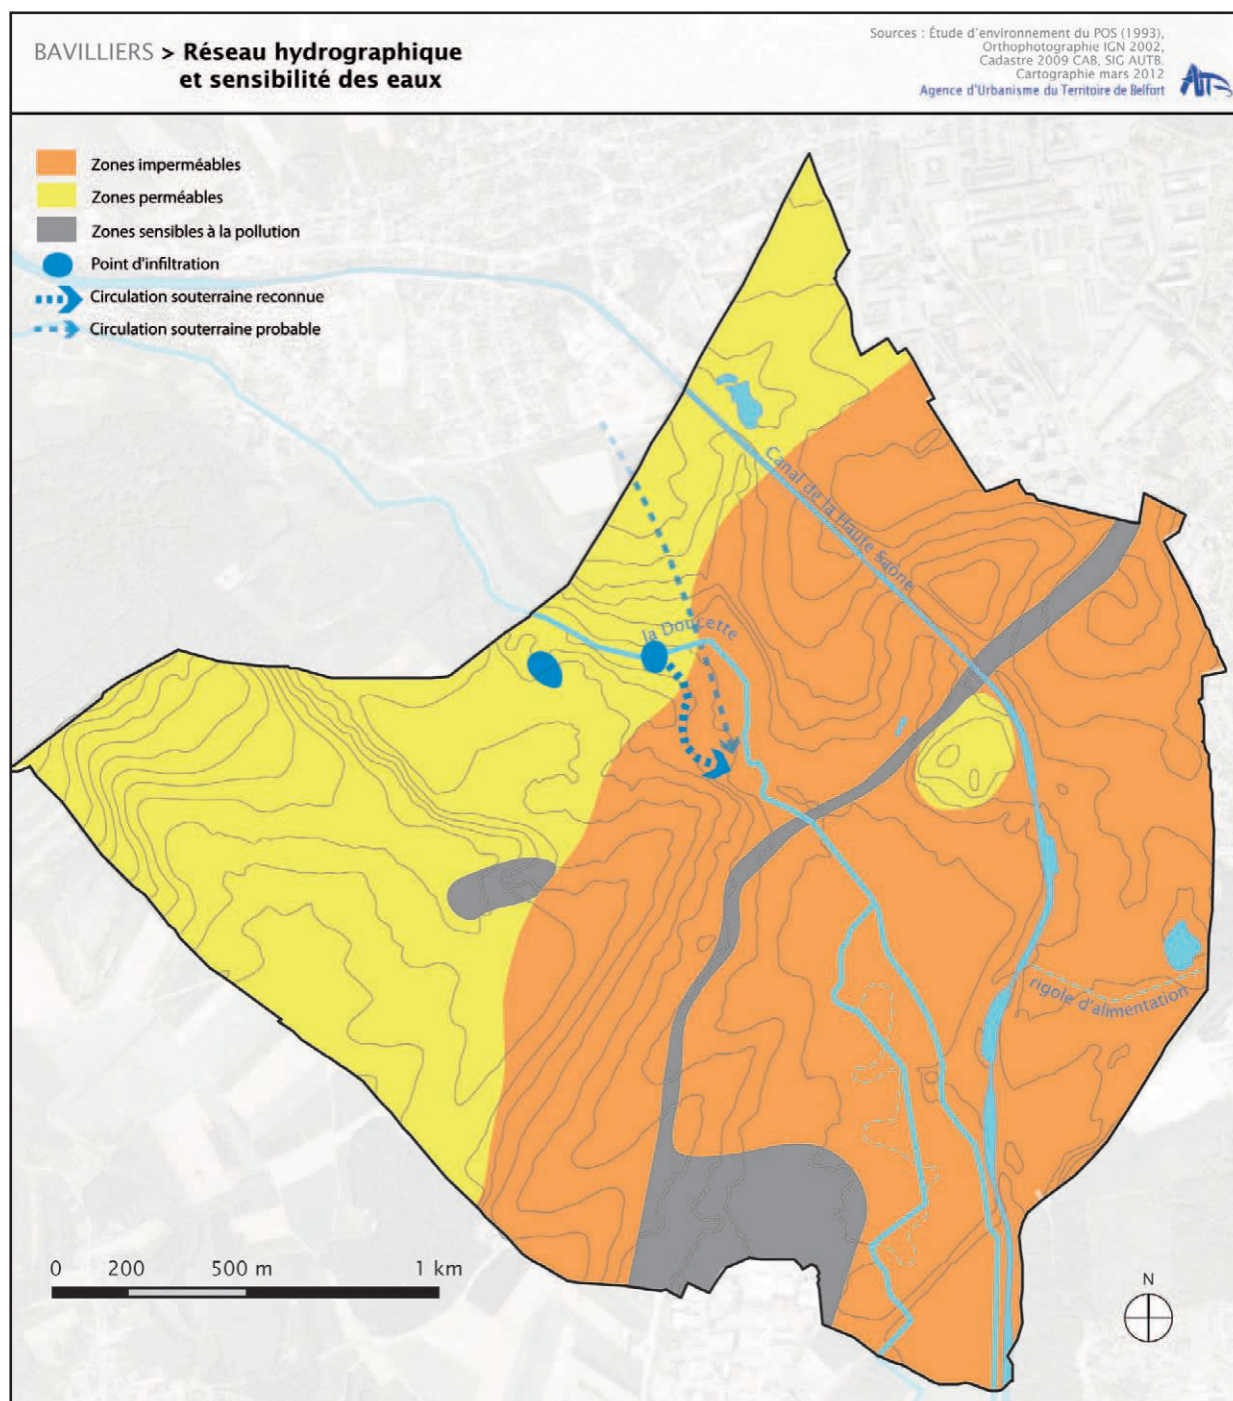 BAVILLIERS > Réseau hydrographique
et sensibilité des eaux
Sources : Étude d'environnement du POS (1993),
Orthophotographie IGN 2002,
Cadastre 2009 CAB, SIG AUTB.
Cartographie mars 2012
Agence d'Urbanisme du Territoire de Belfort
Zones imperméables
Zones perméables
Zones sensibles à la pollution
Point d'infiltration
Circulation souterraine reconnue
Circulation souterraine probable
Canal de la Haute Saône
la Doucette
rigole d'alimentation
0 200 500 m 1 km
N